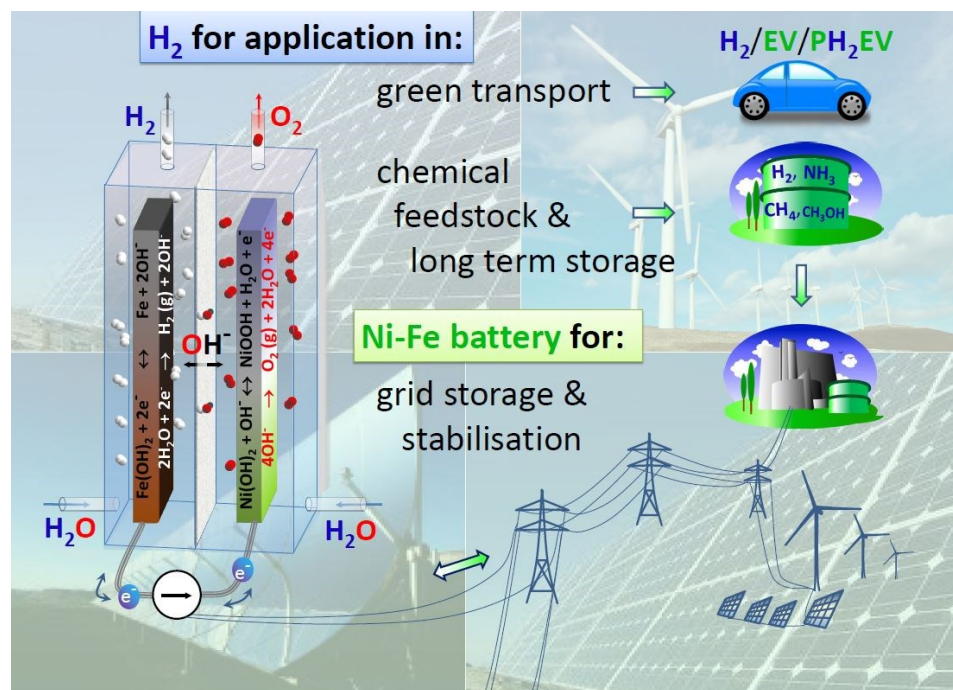 H₂ for application in:
H₂/EV/PH₂EV
green transport
H₂
O₂
chemical
feedstock &
long term storage
H₂, NH₃
CH₄, CH₃OH
Fe(OH)₂ + 2e⁻ ↔ Fe + 2OH⁻
2H₂O + 2e⁻ → H₂ (g) + 2OH⁻
OH⁻
Ni(OH)₂ + OH⁻ ↔ NiOOH + H₂O + e⁻
4OH⁻ → O₂ (g) + 2H₂O + 4e⁻
Ni-Fe battery for:
grid storage &
stabilisation
H₂O
H₂O
e⁻
e⁻